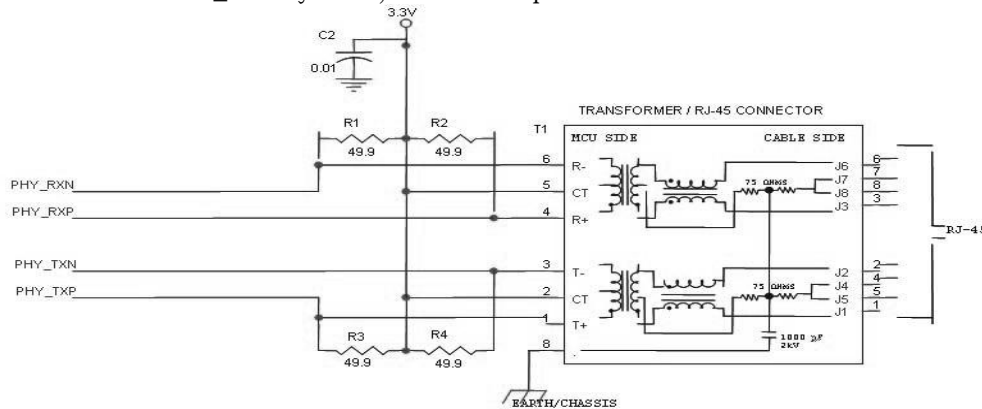 3.3V
C2
0.01
TRANSFORMER / RJ-45 CONNECTOR
R1
R2
T1
MCU SIDE
CABLE SIDE
49.9
49.9
6
R-
J6
6
7
PHY_RXN
5
CT
75 OHMS
J7
J8
8
PHY_RXP
4
R+
J3
3
PHY_TXN
3
T-
J2
2
4
PHY_TXP
2
CT
75 OHMS
J4
J5
5
1
T+
J1
1
R3
R4
8
1000 pF
2kV
49.9
49.9
RJ-45
EARTH/CHASSIS